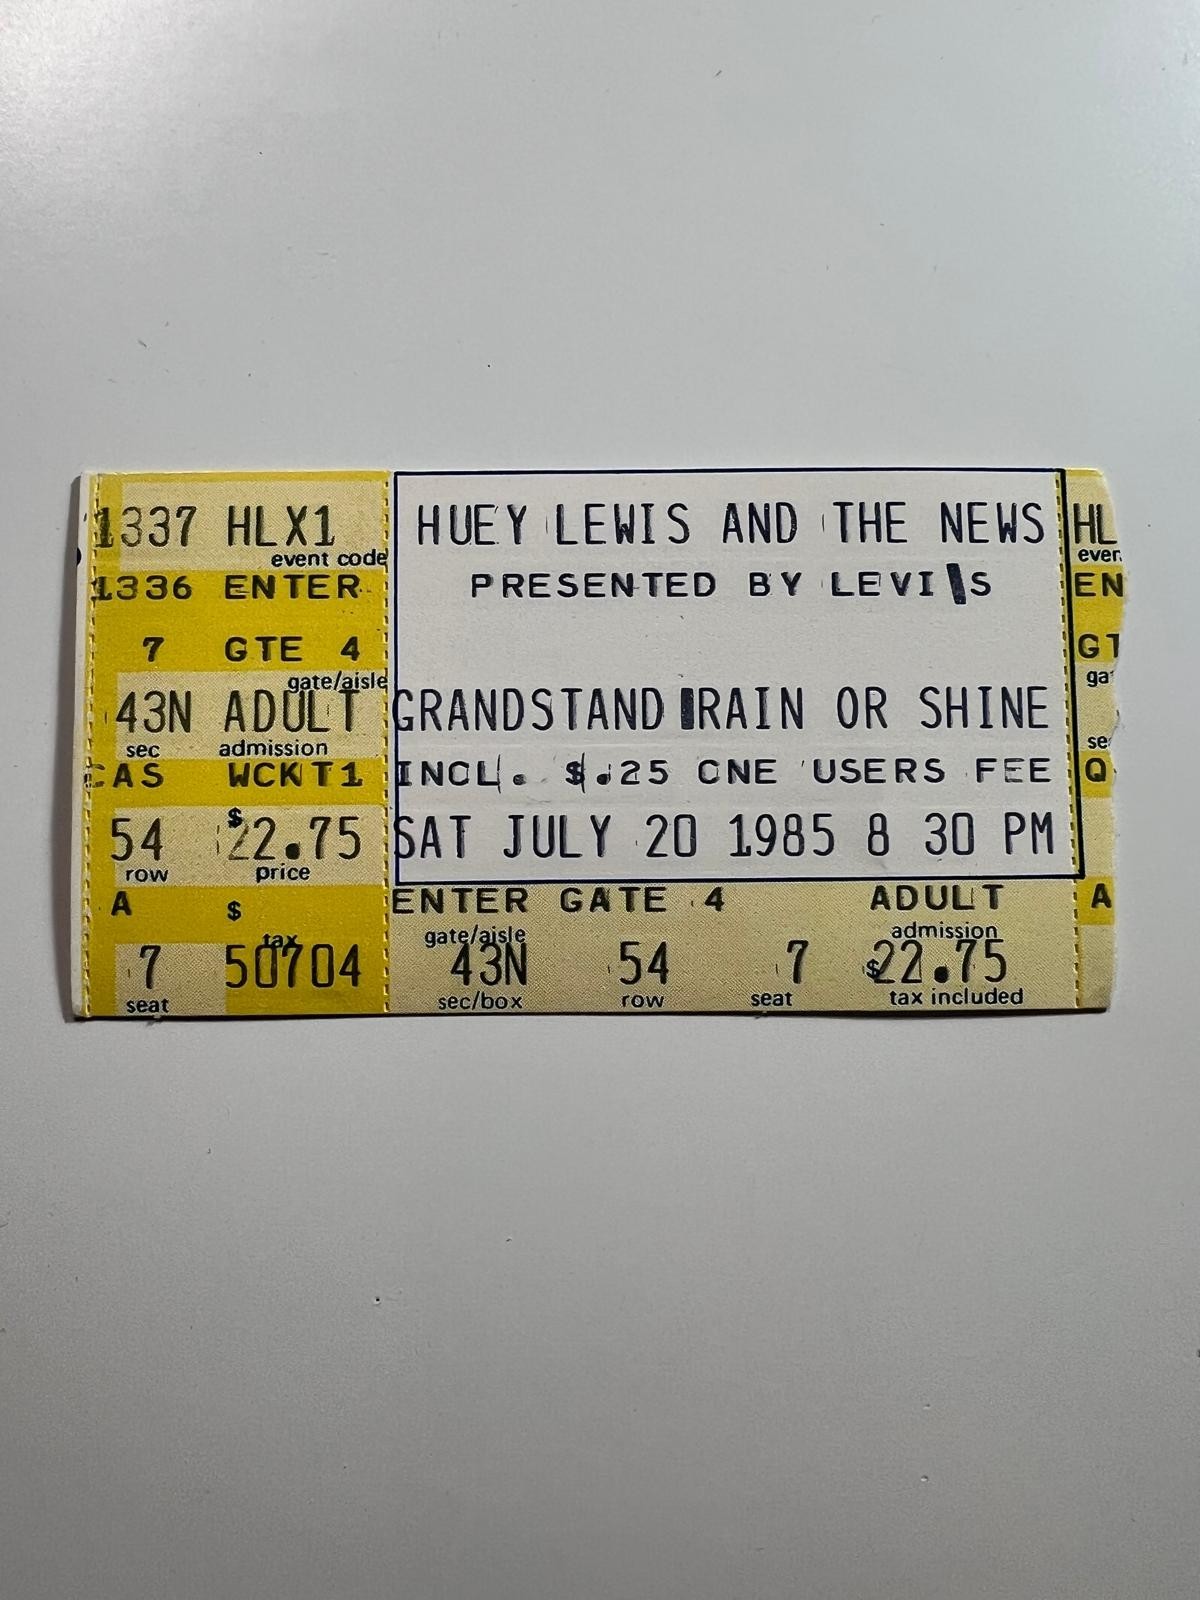 1337 HLX1
event code
1336 ENTER
7 GTE 4
gate/aisle
43N ADULT
sec admission
CAS WCKT1
54 $22.75
row price
A $
tax
7 50704
seat
HUEY LEWIS AND THE NEWS
PRESENTED BY LEVI\S
GRANDSTAND RAIN OR SHINE
INCL. $.25 CNE USERS FEE
SAT JULY 20 1985 8 30 PM
ENTER GATE 4 ADULT
gate/aisle admission
43N 54 7 $22.75
sec/box row seat tax included
HL
even
EN
GT
ga
se
Q
A